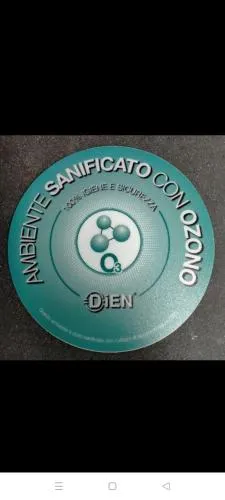 AMBIENTE SANIFICATO CON OZONO
100% IGIENE E SICUREZZA
O3
DiEN